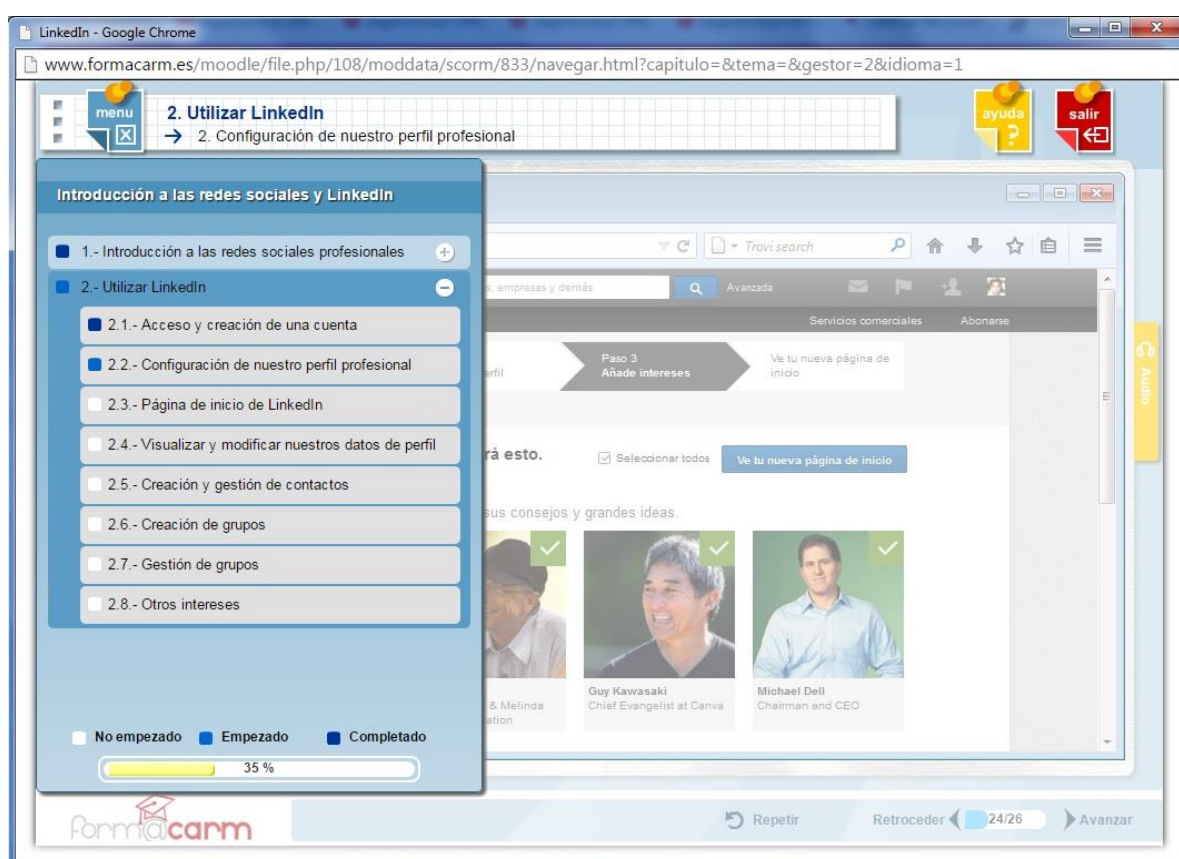 LinkedIn - Google Chrome
www.formacarm.es/moodle/file.php/108/moddata/scorm/833/navegar.html?capitulo=&tema=&gestor=2&idioma=1
menu
2. Utilizar LinkedIn
→ 2. Configuración de nuestro perfil profesional
ayuda
?
salir
Introducción a las redes sociales y LinkedIn
1.- Introducción a las redes sociales profesionales
2.- Utilizar LinkedIn
2.1.- Acceso y creación de una cuenta
2.2.- Configuración de nuestro perfil profesional
2.3.- Página de inicio de LinkedIn
2.4.- Visualizar y modificar nuestros datos de perfil
2.5.- Creación y gestión de contactos
2.6.- Creación de grupos
2.7.- Gestión de grupos
2.8.- Otros intereses
No empezado Empezado Completado
35 %
Trovi search
empresas y demás
Avanzada
Servicios comerciales Abonarse
Paso 3
Añade intereses
Ve tu nueva página de
inicio
rá esto.
Seleccionar todos
Ve tu nueva página de inicio
sus consejos y grandes ideas.
& Melinda
ation
Guy Kawasaki
Chief Evangelist at Canva
Michael Dell
Chairman and CEO
Audio
form@carm
Repetir
Retroceder
24/26
Avanzar